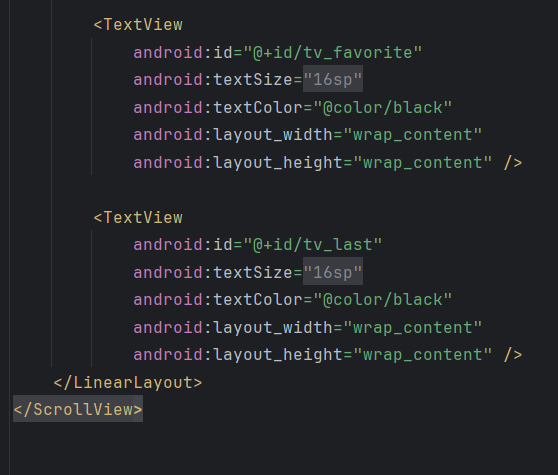 <TextView
android:id="@+id/tv_favorite"
android:textSize="16sp"
android:textColor="@color/black"
android:layout_width="wrap_content"
android:layout_height="wrap_content" />
<TextView
android:id="@+id/tv_last"
android:textSize="16sp"
android:textColor="@color/black"
android:layout_width="wrap_content"
android:layout_height="wrap_content" />
</LinearLayout>
</ScrollView>